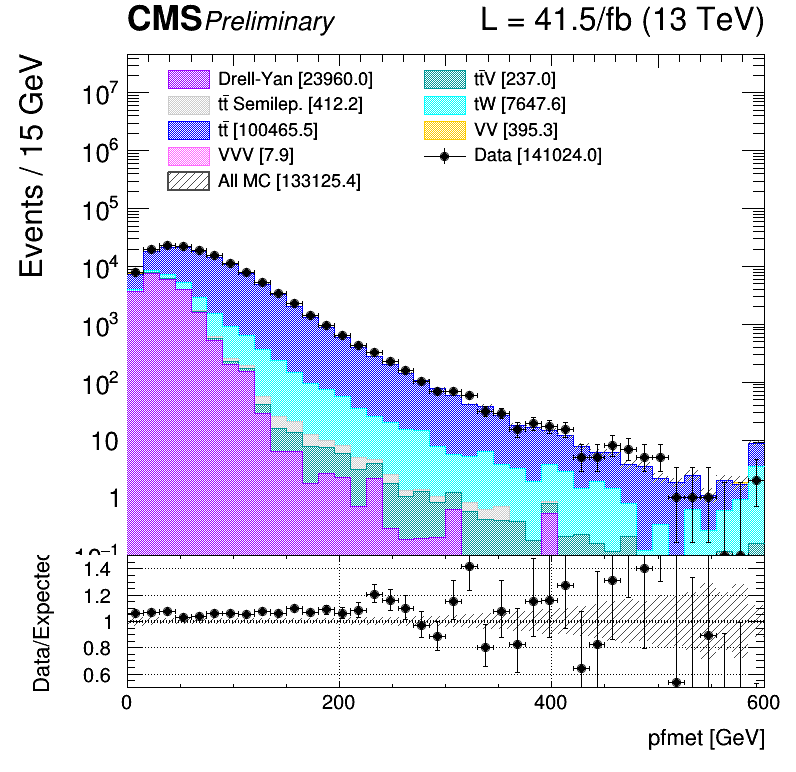 CMS Preliminary L = 41.5/fb (13 TeV)
Events / 15 GeV
Drell-Yan [23960.0]
tt̄ Semilep. [412.2]
tt̄ [100465.5]
VVV [7.9]
All MC [133125.4]
tt̄V [237.0]
tW [7647.6]
VV [395.3]
Data [141024.0]
10⁷
10⁶
10⁵
10⁴
10³
10²
10
1
10⁻¹
Data/Expected
1.4
1.2
1
0.8
0.6
0 200 400 600
pfmet [GeV]